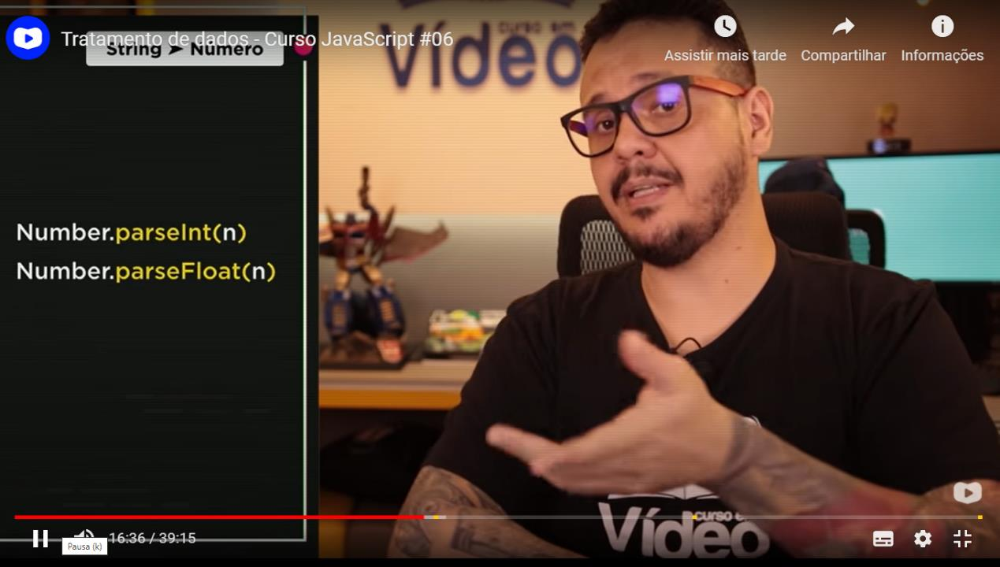 Tratamento de dados - Curso JavaScript #06
String ➤ Número
curso em
Vídeo
Assistir mais tarde
Compartilhar
Informações
Number.parseInt(n)
Number.parseFloat(n)
curso em
Vídeo
16:36 / 39:15
Pausa (k)